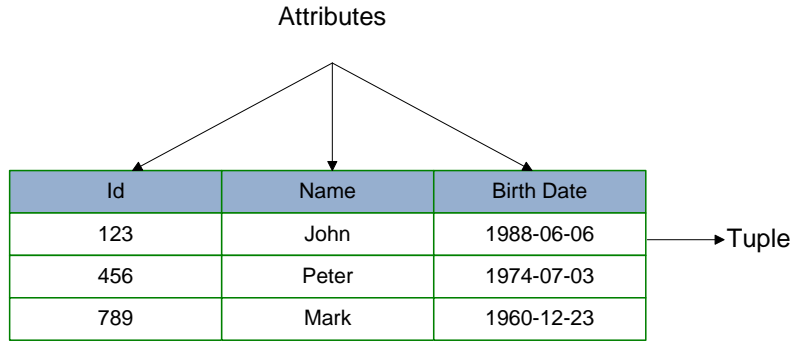 Attributes
Id Name Birth Date
123 John 1988-06-06 Tuple
456 Peter 1974-07-03
789 Mark 1960-12-23